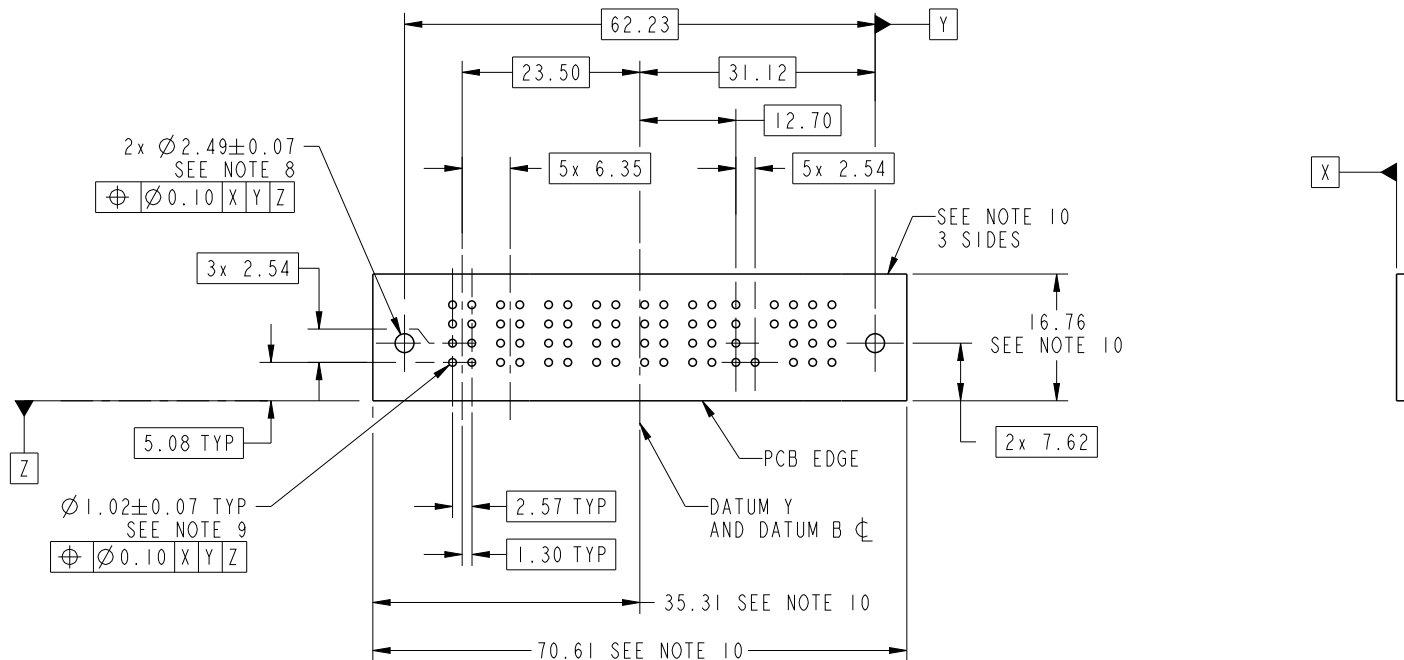 62.23
Y
23.50
31.12
12.70
2x Ø2.49±0.07
SEE NOTE 8
⌖ Ø0.10 X Y Z
5x 6.35
5x 2.54
X
SEE NOTE 10
3 SIDES
3x 2.54
16.76
SEE NOTE 10
5.08 TYP
2x 7.62
Z
PCB EDGE
Ø1.02±0.07 TYP
SEE NOTE 9
⌖ Ø0.10 X Y Z
2.57 TYP
DATUM Y
AND DATUM B ℄
1.30 TYP
35.31 SEE NOTE 10
70.61 SEE NOTE 10